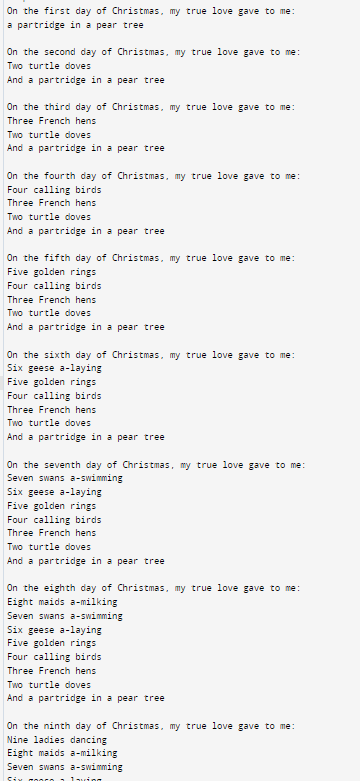 On the first day of Christmas, my true love gave to me:
a partridge in a pear tree
On the second day of Christmas, my true love gave to me:
Two turtle doves
And a partridge in a pear tree
On the third day of Christmas, my true love gave to me:
Three French hens
Two turtle doves
And a partridge in a pear tree
On the fourth day of Christmas, my true love gave to me:
Four calling birds
Three French hens
Two turtle doves
And a partridge in a pear tree
On the fifth day of Christmas, my true love gave to me:
Five golden rings
Four calling birds
Three French hens
Two turtle doves
And a partridge in a pear tree
On the sixth day of Christmas, my true love gave to me:
Six geese a-laying
Five golden rings
Four calling birds
Three French hens
Two turtle doves
And a partridge in a pear tree
On the seventh day of Christmas, my true love gave to me:
Seven swans a-swimming
Six geese a-laying
Five golden rings
Four calling birds
Three French hens
Two turtle doves
And a partridge in a pear tree
On the eighth day of Christmas, my true love gave to me:
Eight maids a-milking
Seven swans a-swimming
Six geese a-laying
Five golden rings
Four calling birds
Three French hens
Two turtle doves
And a partridge in a pear tree
On the ninth day of Christmas, my true love gave to me:
Nine ladies dancing
Eight maids a-milking
Seven swans a-swimming
Six geese a-laying